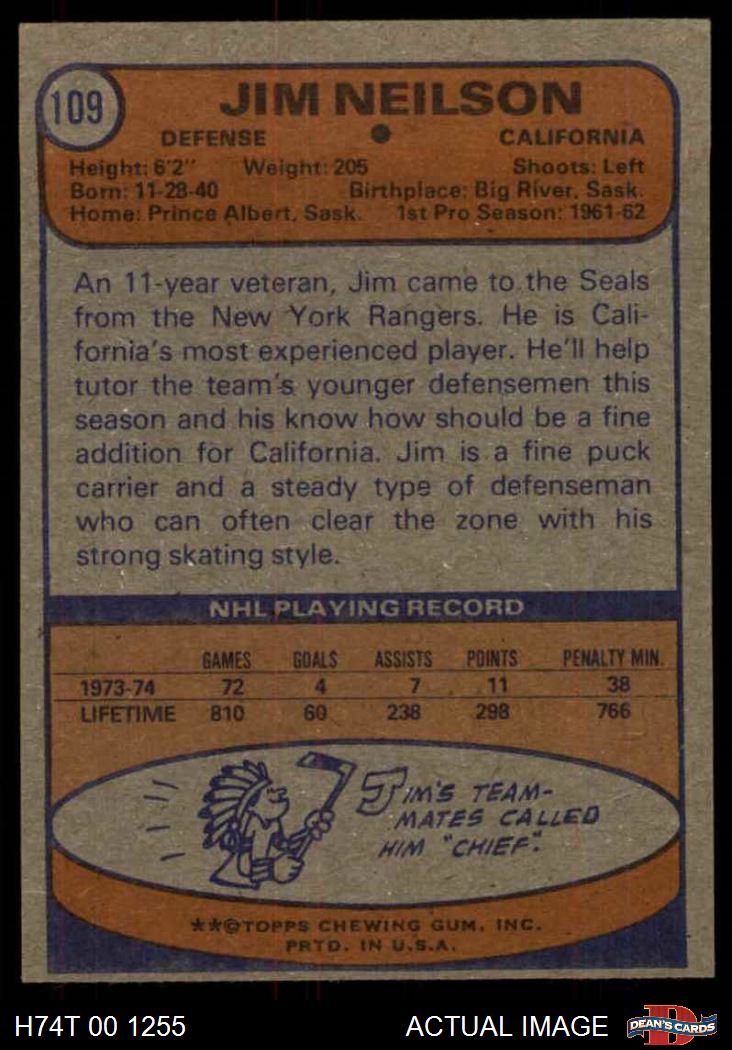 109
JIM NEILSON
DEFENSE ● CALIFORNIA
Height: 6'2" Weight: 205 Shoots: Left
Born: 11-28-40 Birthplace: Big River, Sask.
Home: Prince Albert, Sask. 1st Pro Season: 1961-62
An 11-year veteran, Jim came to the Seals
from the New York Rangers. He is Cali-
fornia's most experienced player. He'll help
tutor the team's younger defensemen this
season and his know how should be a fine
addition for California. Jim is a fine puck
carrier and a steady type of defenseman
who can often clear the zone with his
strong skating style.
NHL PLAYING RECORD
GAMES GOALS ASSISTS POINTS PENALTY MIN.
1973-74 72 4 7 11 38
LIFETIME 810 60 238 298 766
JIM'S TEAM-
MATES CALLED
HIM "CHIEF".
**©TOPPS CHEWING GUM, INC.
PRTD. IN U.S.A.
H74T 00 1255 ACTUAL IMAGE
D
DEAN'S CARDS